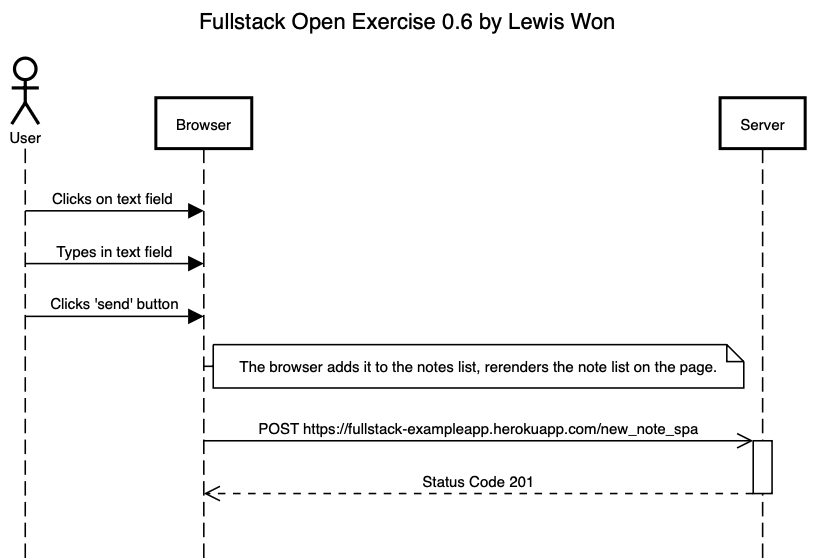 Fullstack Open Exercise 0.6 by Lewis Won
User
Browser
Server
Clicks on text field
Types in text field
Clicks 'send' button
The browser adds it to the notes list, rerenders the note list on the page.
POST https://fullstack-exampleapp.herokuapp.com/new_note_spa
Status Code 201